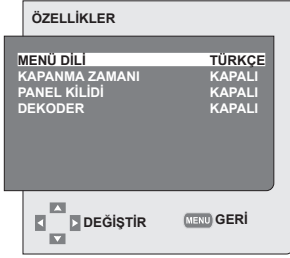 ÖZELLİKLER
MENÜ DİLİ TÜRKÇE
KAPANMA ZAMANI KAPALI
PANEL KİLİDİ KAPALI
DEKODER KAPALI
DEĞİŞTİR MENU GERİ